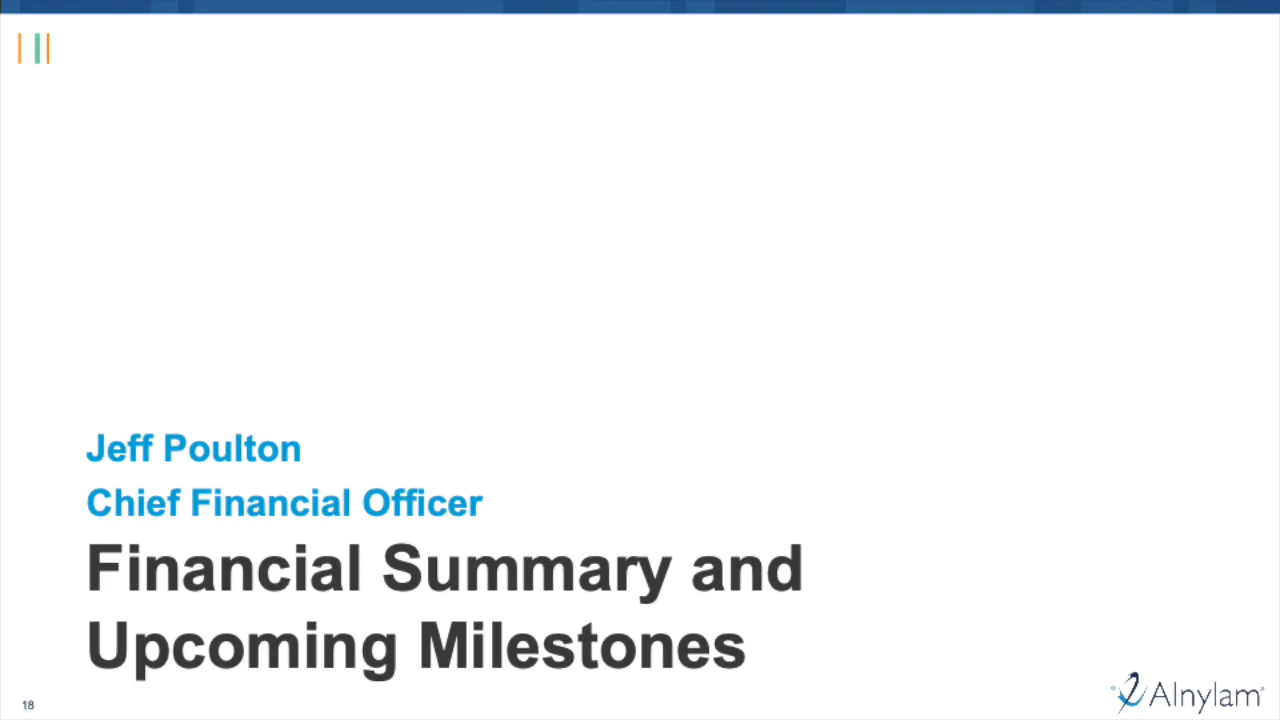 Jeff Poulton
Chief Financial Officer
Financial Summary and
Upcoming Milestones
18
Alnylam